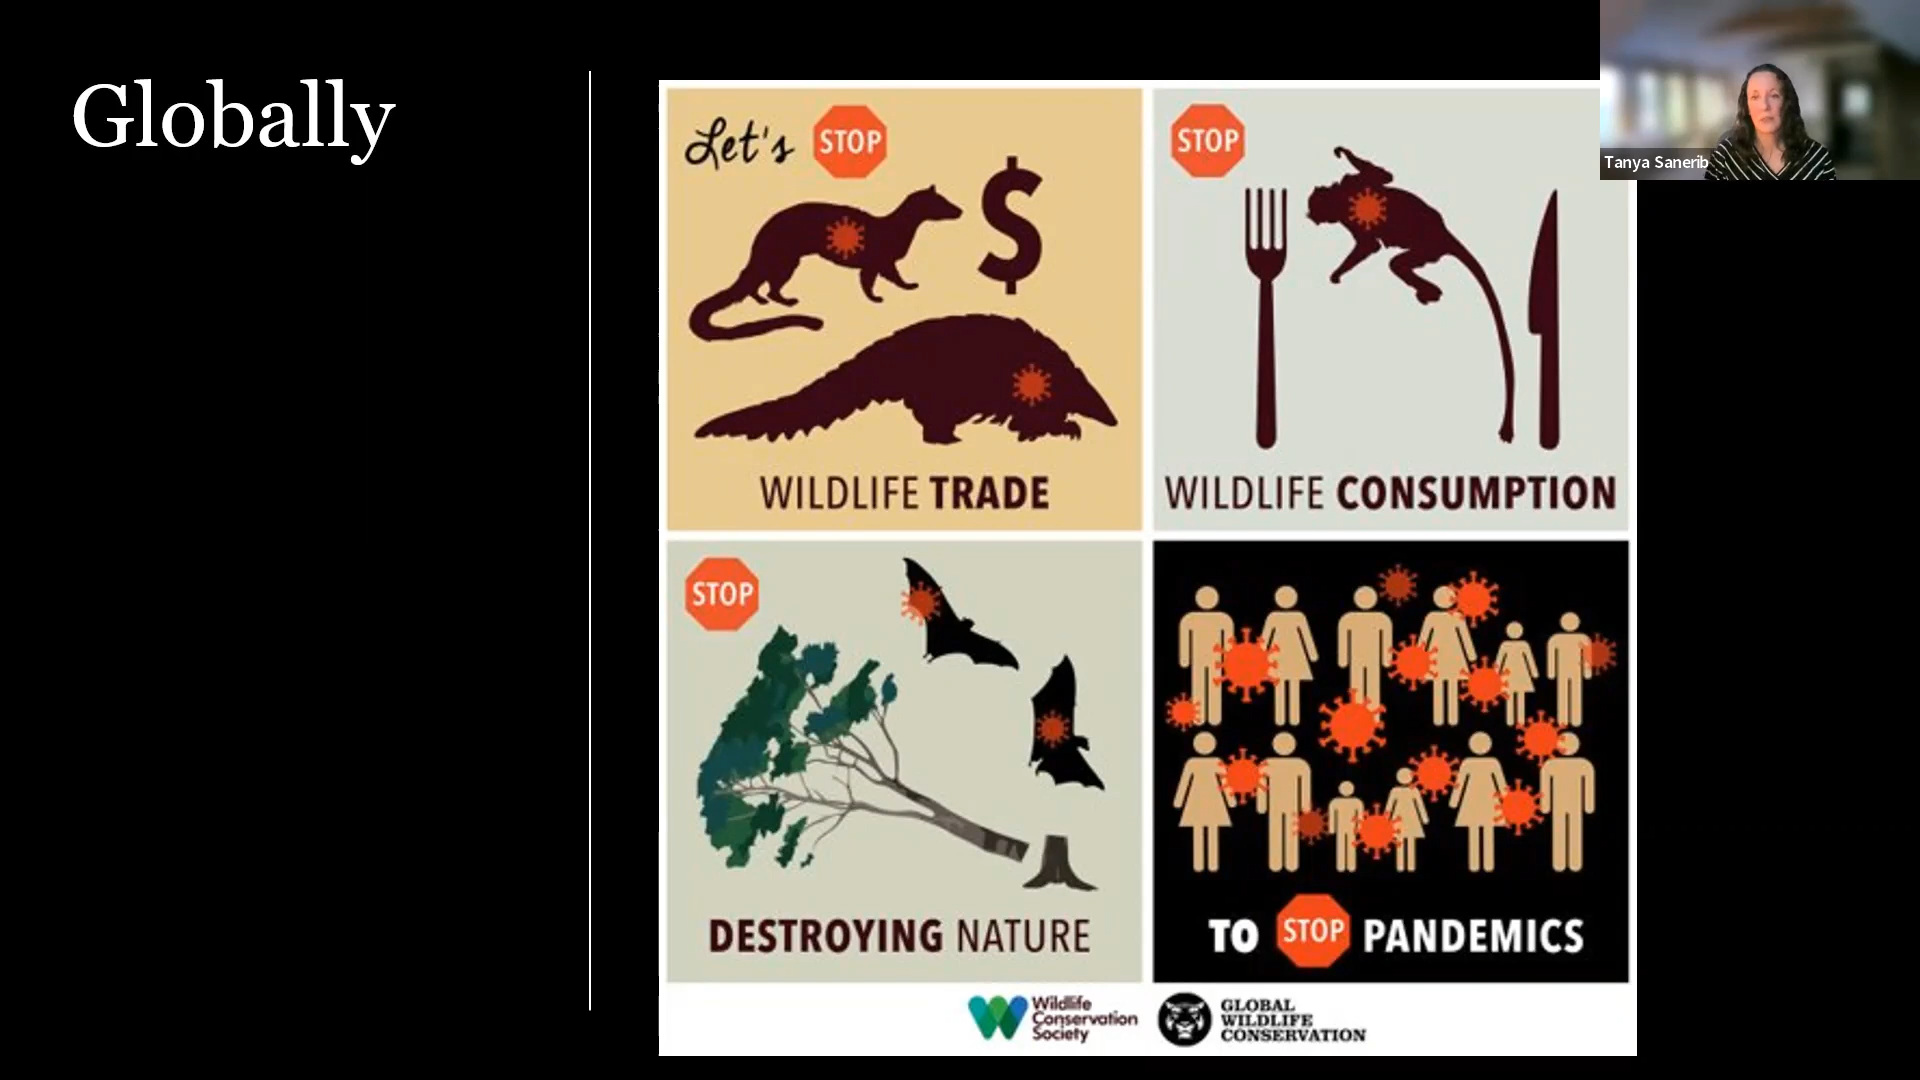 Globally
Tanya Sanerib
Let's STOP
$
WILDLIFE TRADE
STOP
WILDLIFE CONSUMPTION
STOP
DESTROYING NATURE
TO STOP PANDEMICS
Wildlife
Conservation
Society
GLOBAL
WILDLIFE
CONSERVATION